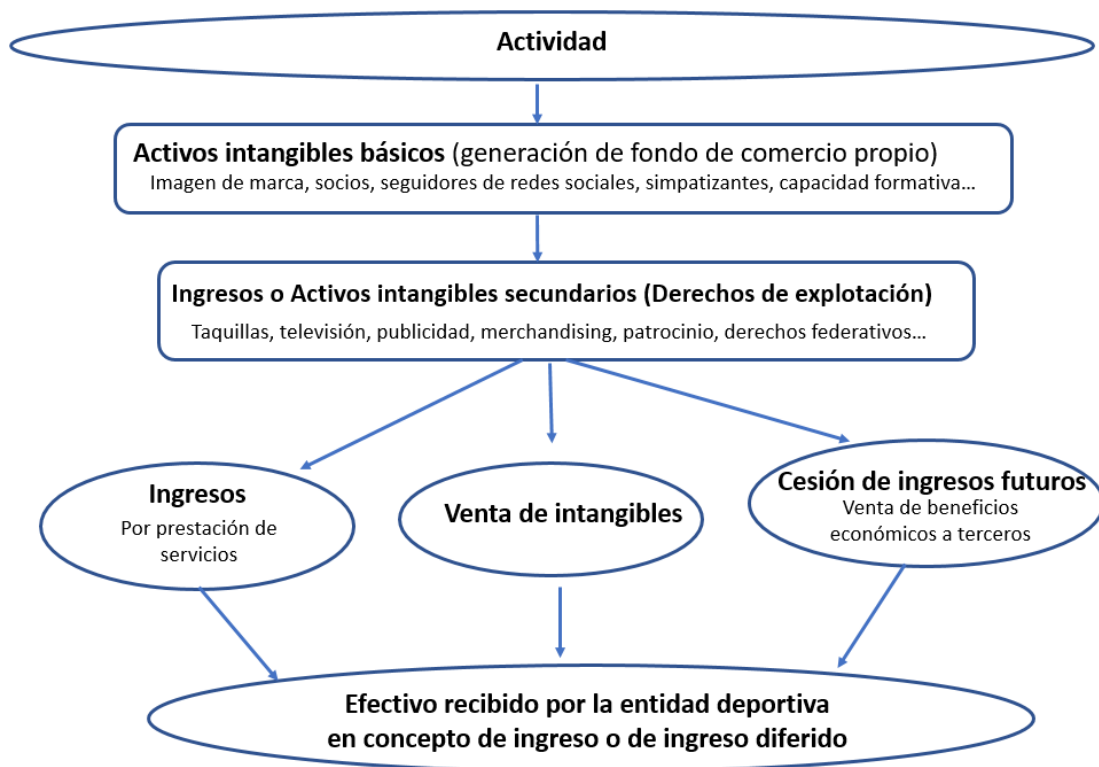 Actividad
Activos intangibles básicos (generación de fondo de comercio propio)
Imagen de marca, socios, seguidores de redes sociales, simpatizantes, capacidad formativa…
Ingresos o Activos intangibles secundarios (Derechos de explotación)
Taquillas, televisión, publicidad, merchandising, patrocinio, derechos federativos…
Ingresos
Por prestación de
servicios
Venta de intangibles
Cesión de ingresos futuros
Venta de beneficios
económicos a terceros
Efectivo recibido por la entidad deportiva
en concepto de ingreso o de ingreso diferido